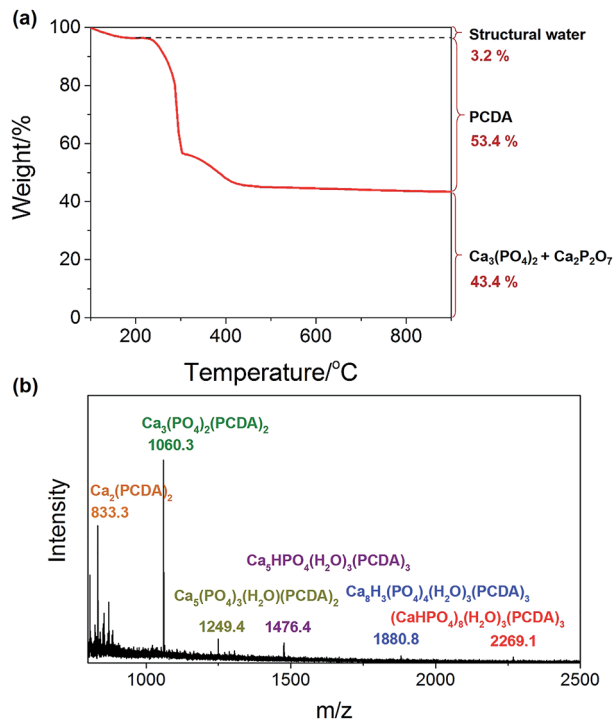 (a)
100
80
60
40
20
0
Weight/%
200
400
600
800
Temperature/°C
Structural water
3.2 %
PCDA
53.4 %
Ca₃(PO₄)₂ + Ca₂P₂O₇
43.4 %
(b)
Intensity
Ca₃(PO₄)₂(PCDA)₂
1060.3
Ca₂(PCDA)₂
833.3
Ca₅HPO₄(H₂O)₃(PCDA)₃
1476.4
Ca₅(PO₄)₃(H₂O)(PCDA)₂
1249.4
Ca₈H₃(PO₄)₄(H₂O)₃(PCDA)₃
1880.8
(CaHPO₄)₈(H₂O)₃(PCDA)₃
2269.1
1000
1500
2000
2500
m/z